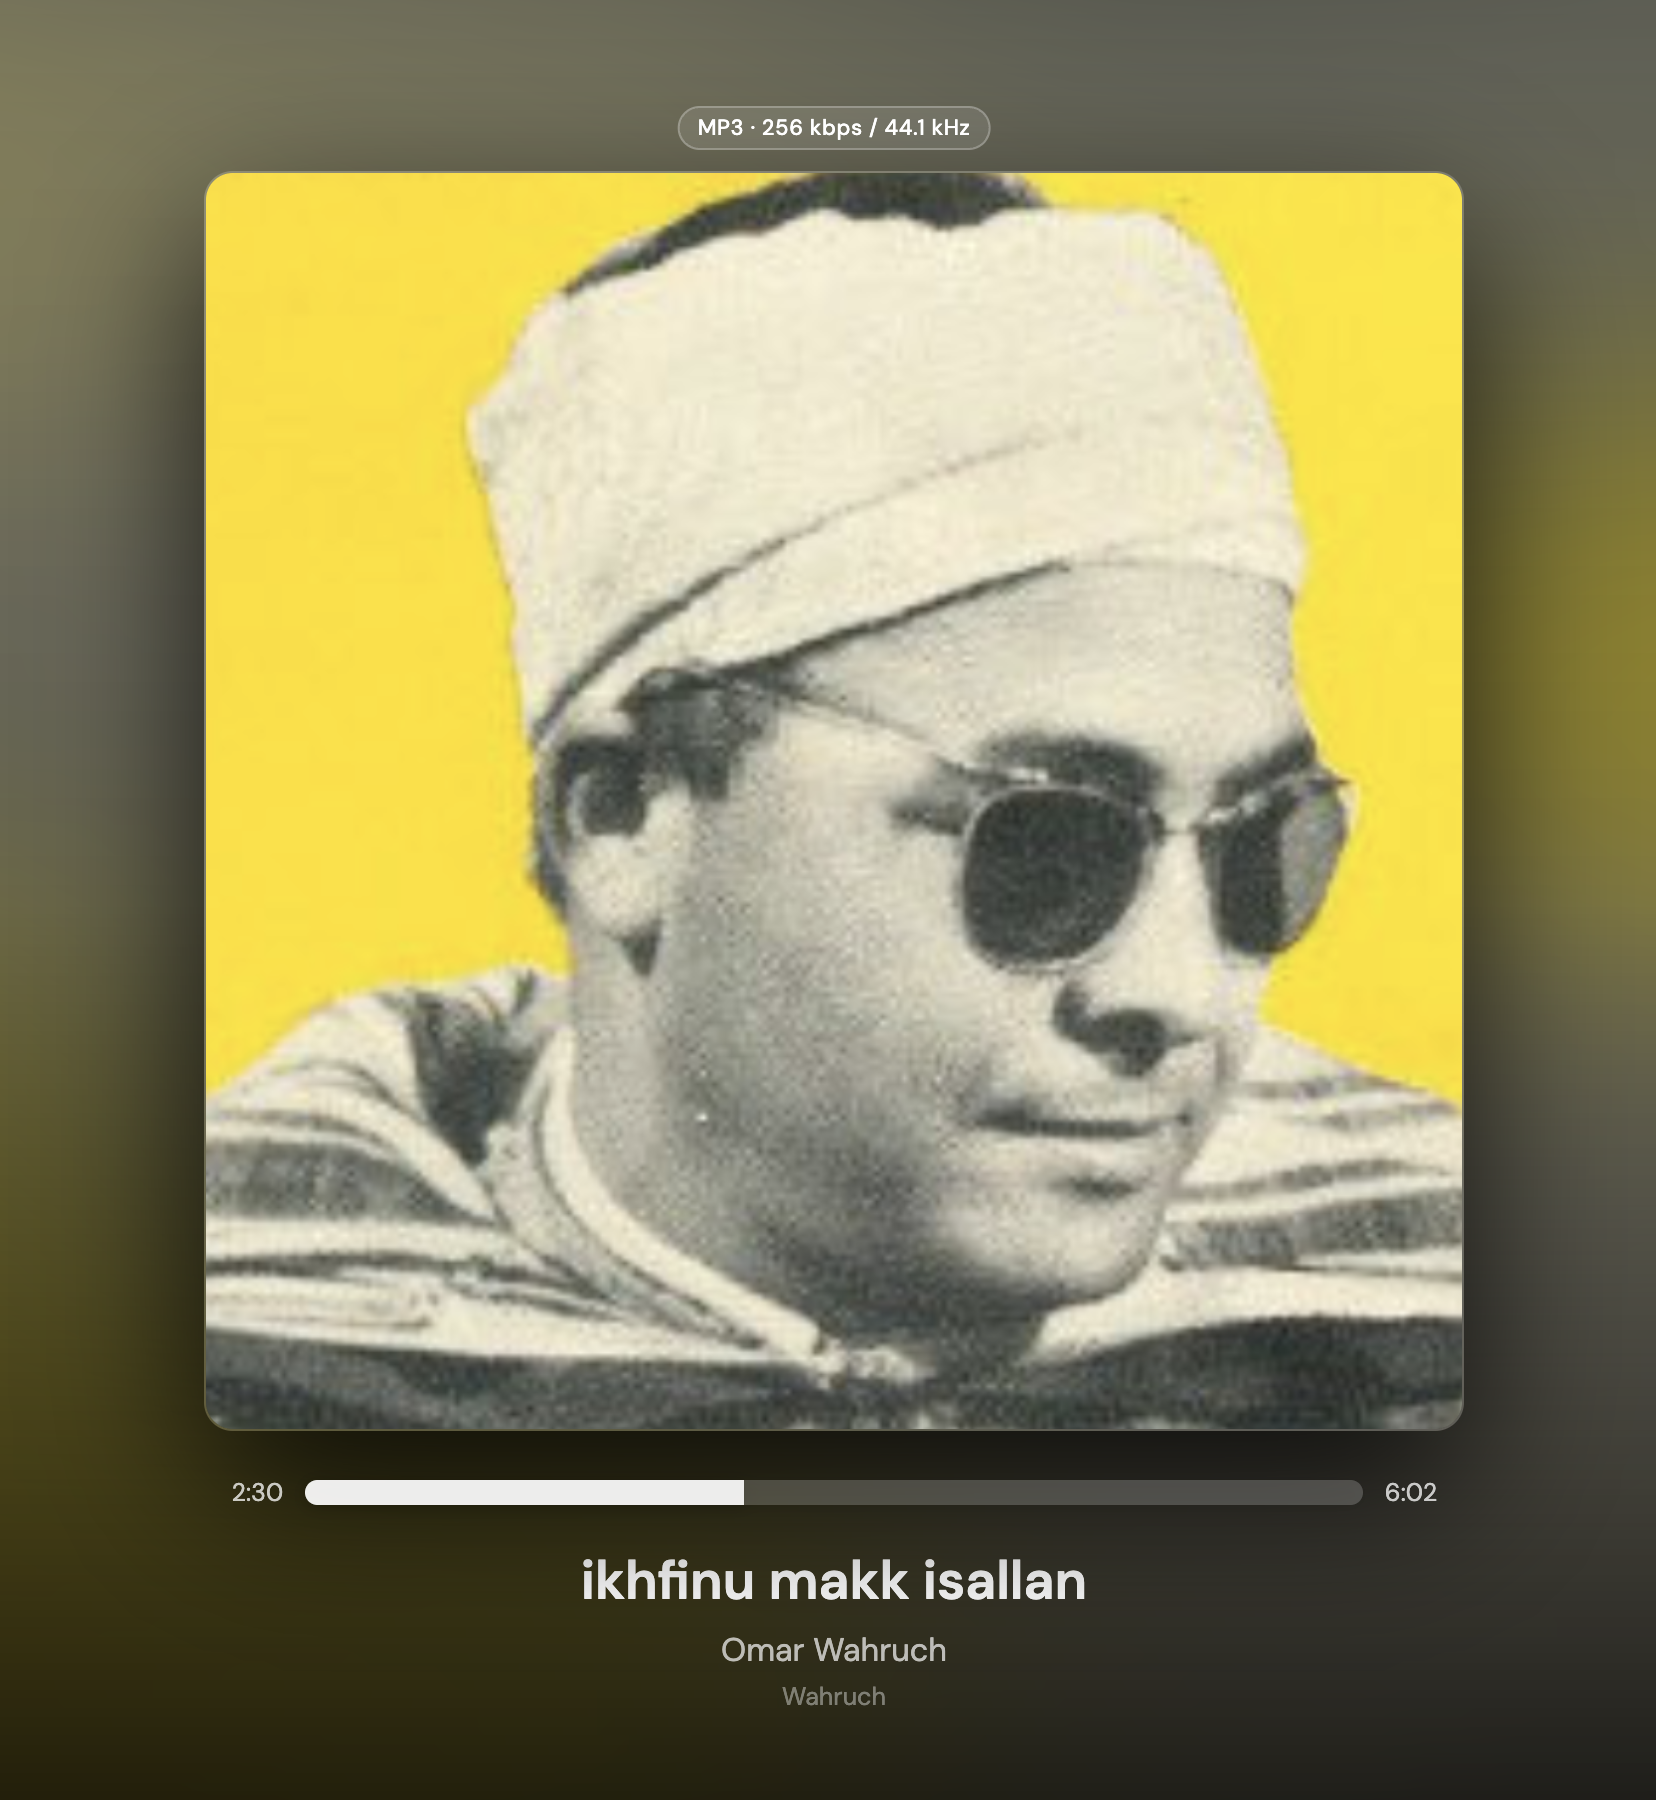 MP3 · 256 kbps / 44.1 kHz
2:30 6:02
ikhfinu makk isallan
Omar Wahruch
Wahruch